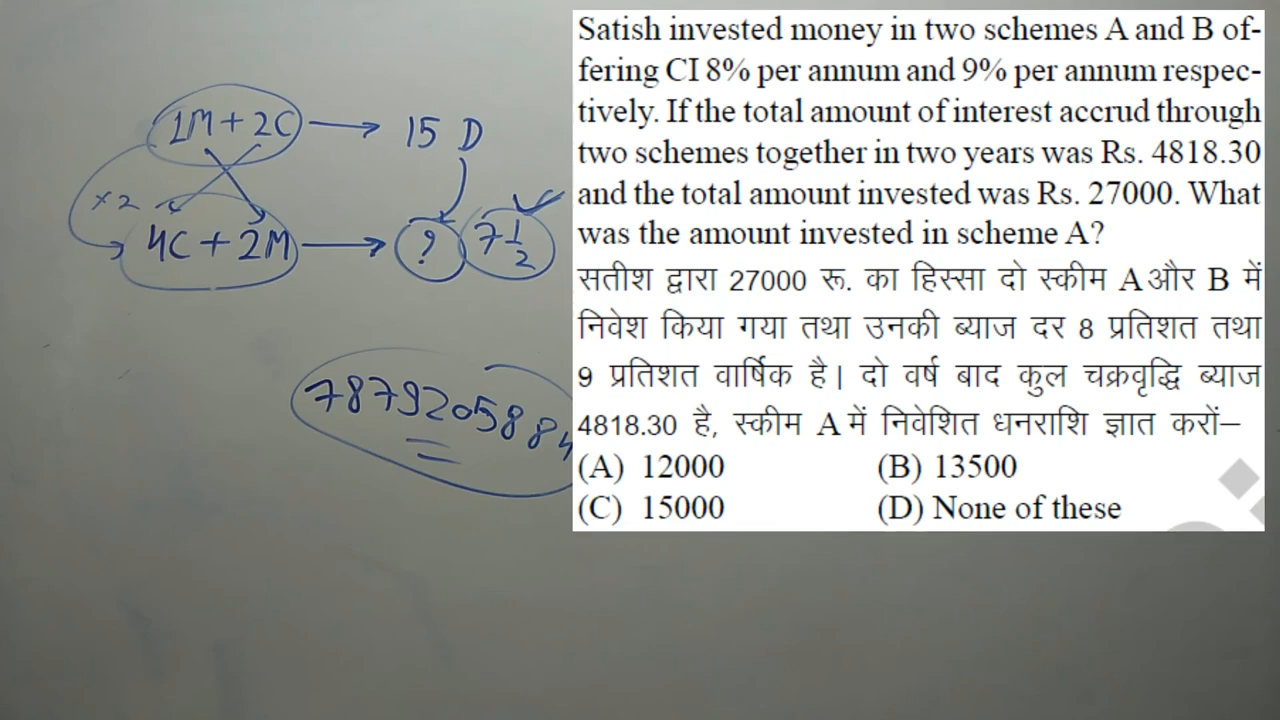 1M + 2C → 15 D
×2
4C + 2M → ? 7 1/2
7879205884
Satish invested money in two schemes A and B of-
fering CI 8% per annum and 9% per annum respec-
tively. If the total amount of interest accrud through
two schemes together in two years was Rs. 4818.30
and the total amount invested was Rs. 27000. What
was the amount invested in scheme A?
सतीश द्वारा 27000 रू. का हिस्सा दो स्कीम A और B में
निवेश किया गया तथा उनकी ब्याज दर 8 प्रतिशत तथा
9 प्रतिशत वार्षिक है। दो वर्ष बाद कुल चक्रवृद्धि ब्याज
4818.30 है, स्कीम A में निवेशित धनराशि ज्ञात करों–
(A) 12000 (B) 13500
(C) 15000 (D) None of these